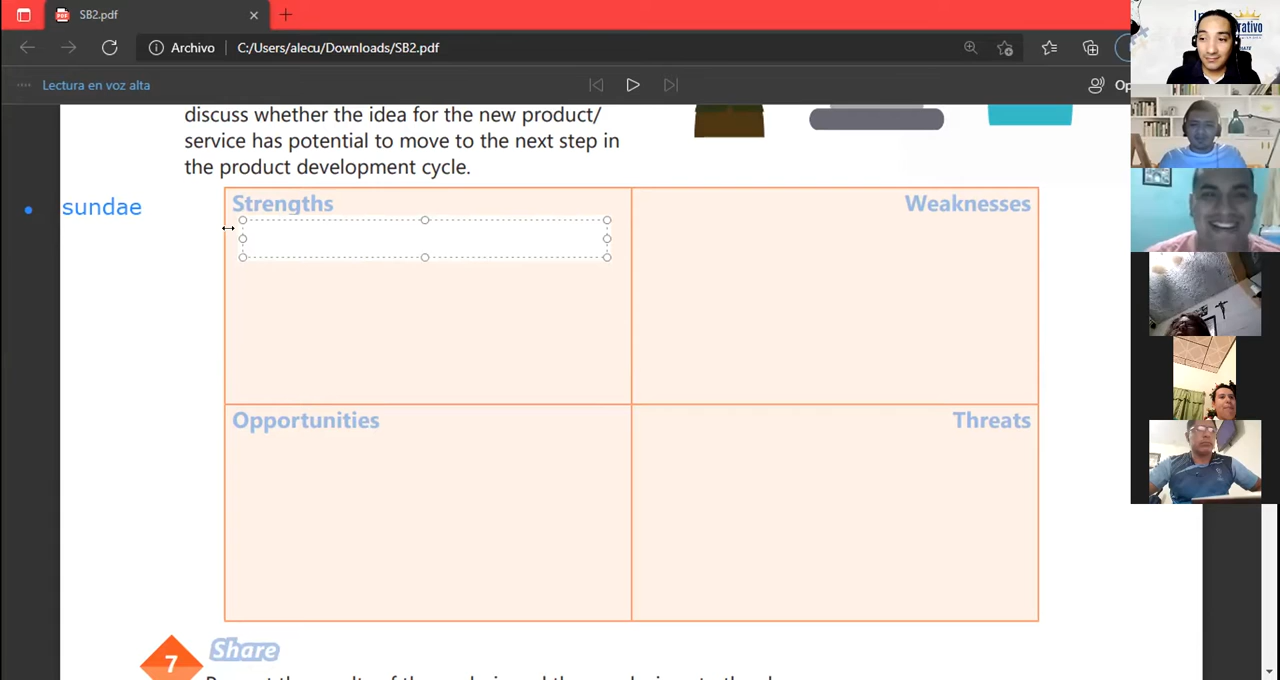 SB2.pdf
Archivo
C:/Users/alecu/Downloads/SB2.pdf
Lectura en voz alta
discuss whether the idea for the new product/
service has potential to move to the next step in
the product development cycle.
sundae
Strengths
Weaknesses
Opportunities
Threats
7
Share